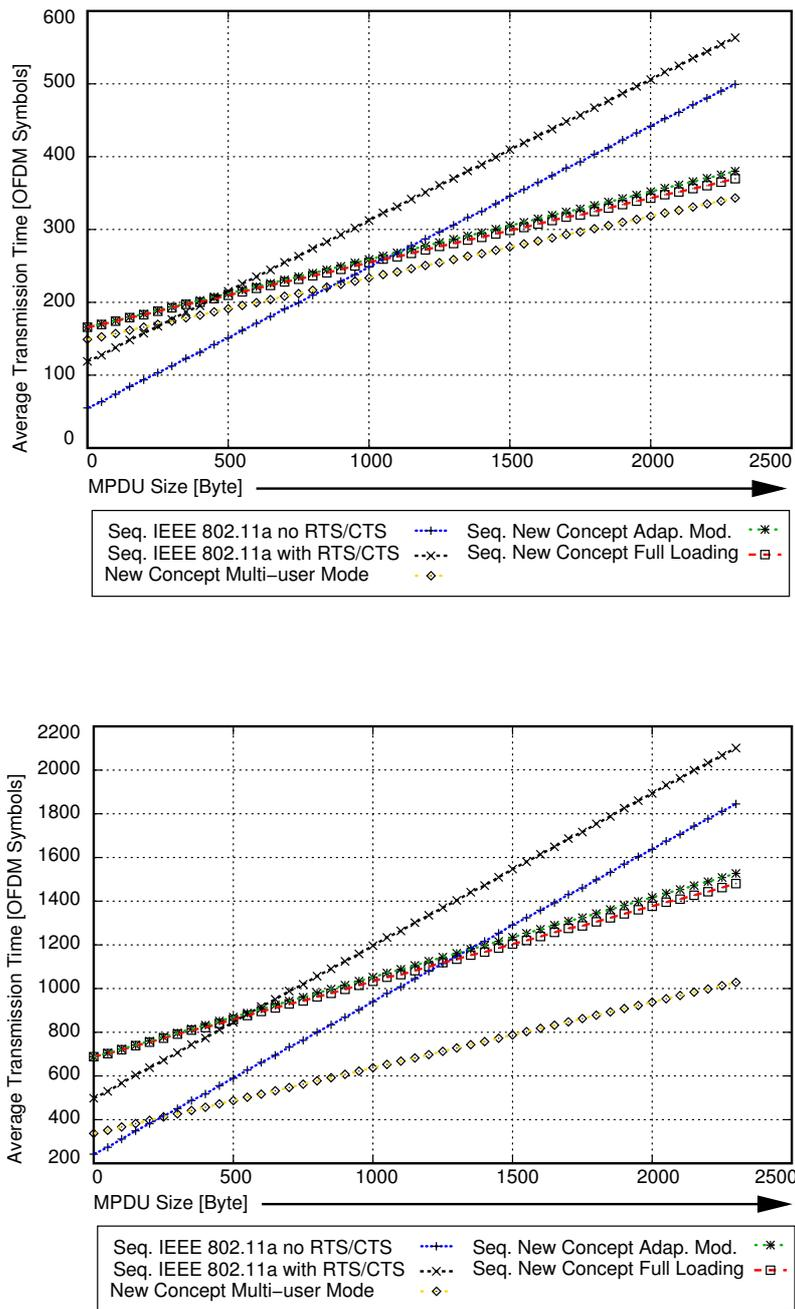 600
500
400
300
200
100
0
Average Transmission Time [OFDM Symbols]
0 500 1000 1500 2000 2500
MPDU Size [Byte]
Seq. IEEE 802.11a no RTS/CTS Seq. New Concept Adap. Mod.
Seq. IEEE 802.11a with RTS/CTS Seq. New Concept Full Loading
New Concept Multi−user Mode
2200
2000
1800
1600
1400
1200
1000
800
600
400
200
Average Transmission Time [OFDM Symbols]
0 500 1000 1500 2000 2500
MPDU Size [Byte]
Seq. IEEE 802.11a no RTS/CTS Seq. New Concept Adap. Mod.
Seq. IEEE 802.11a with RTS/CTS Seq. New Concept Full Loading
New Concept Multi−user Mode